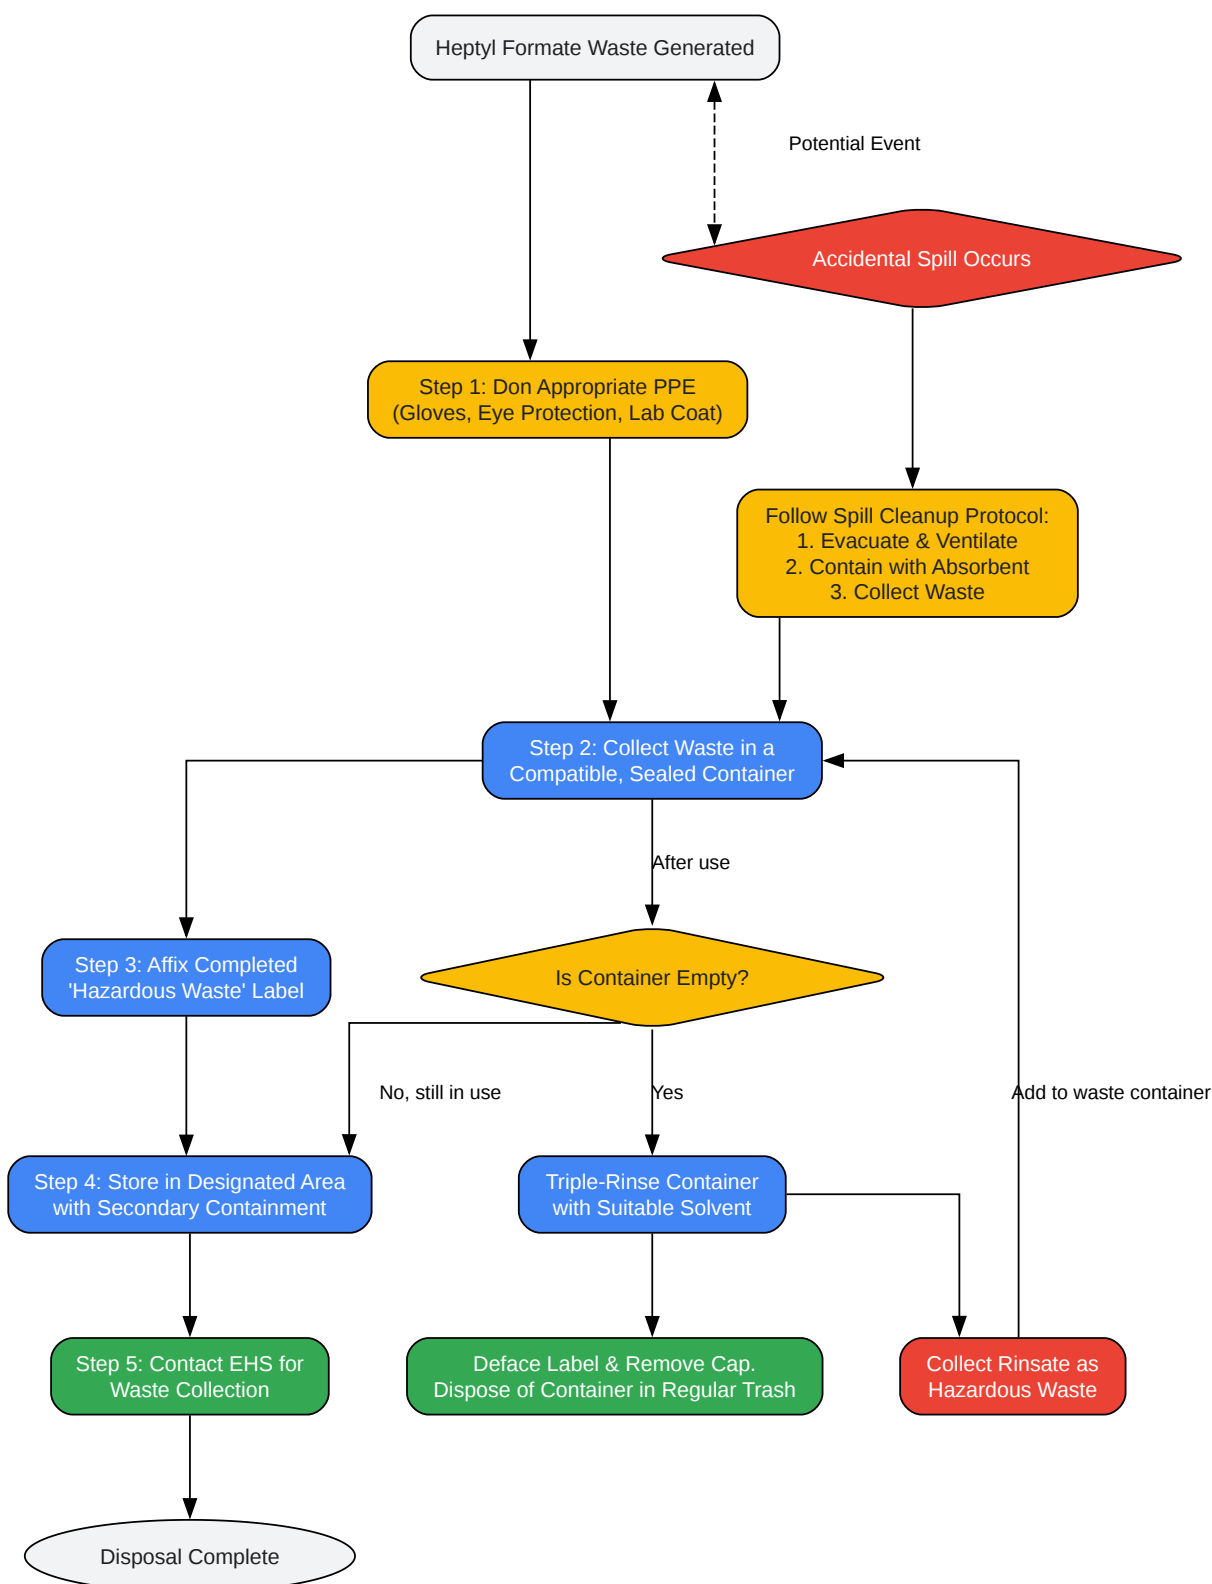 Heptyl Formate Waste Generated
Potential Event
Accidental Spill Occurs
Step 1: Don Appropriate PPE
(Gloves, Eye Protection, Lab Coat)
Follow Spill Cleanup Protocol:
1. Evacuate & Ventilate
2. Contain with Absorbent
3. Collect Waste
Step 2: Collect Waste in a
Compatible, Sealed Container
After use
Step 3: Affix Completed
'Hazardous Waste' Label
Is Container Empty?
No, still in use
Yes
Add to waste container
Step 4: Store in Designated Area
with Secondary Containment
Triple-Rinse Container
with Suitable Solvent
Step 5: Contact EHS for
Waste Collection
Deface Label & Remove Cap.
Dispose of Container in Regular Trash
Collect Rinsate as
Hazardous Waste
Disposal Complete